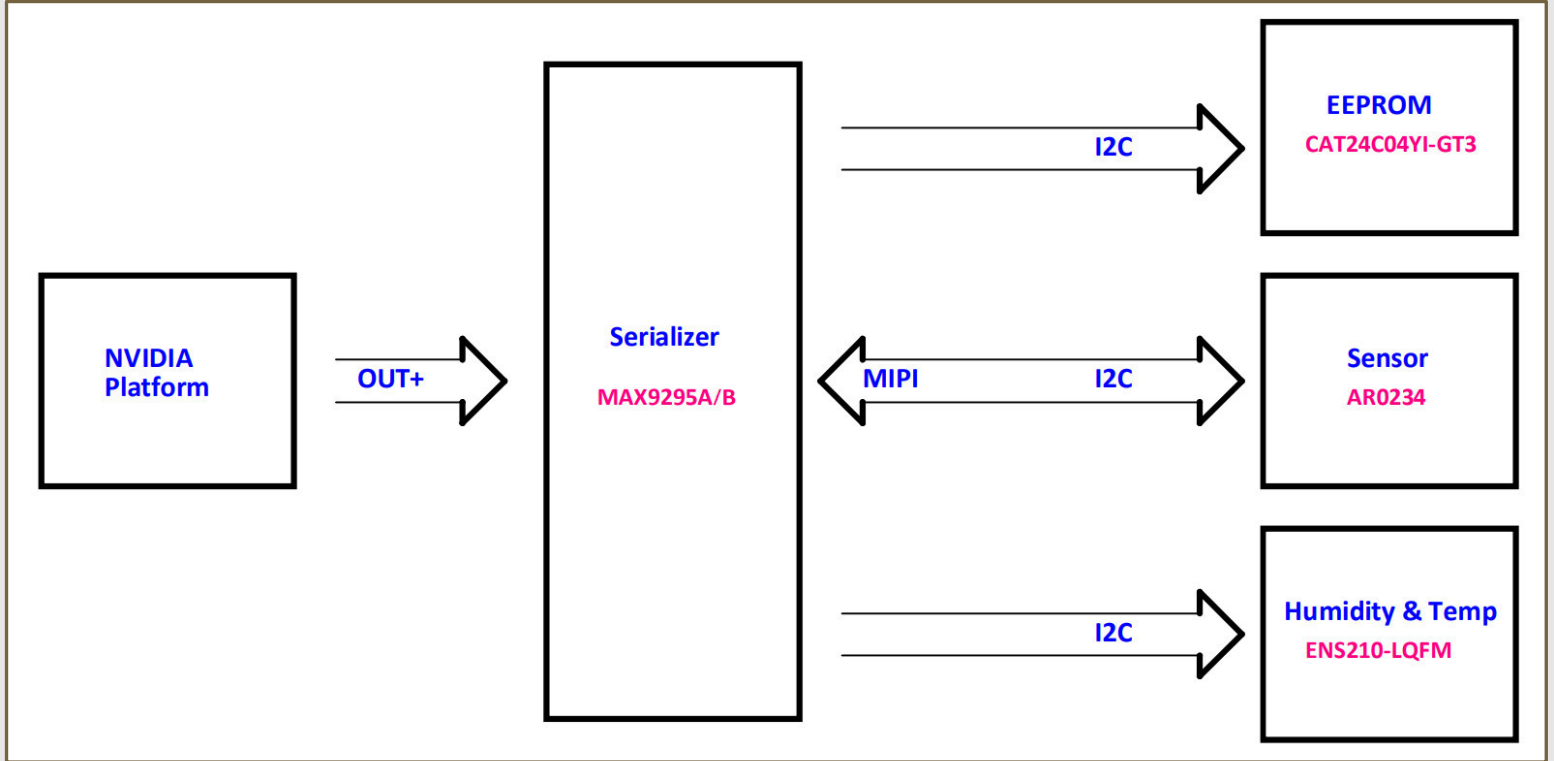 NVIDIA
Platform
OUT+
Serializer
MAX9295A/B
I2C
EEPROM
CAT24C04YI-GT3
MIPI
I2C
Sensor
AR0234
I2C
Humidity & Temp
ENS210-LQFM